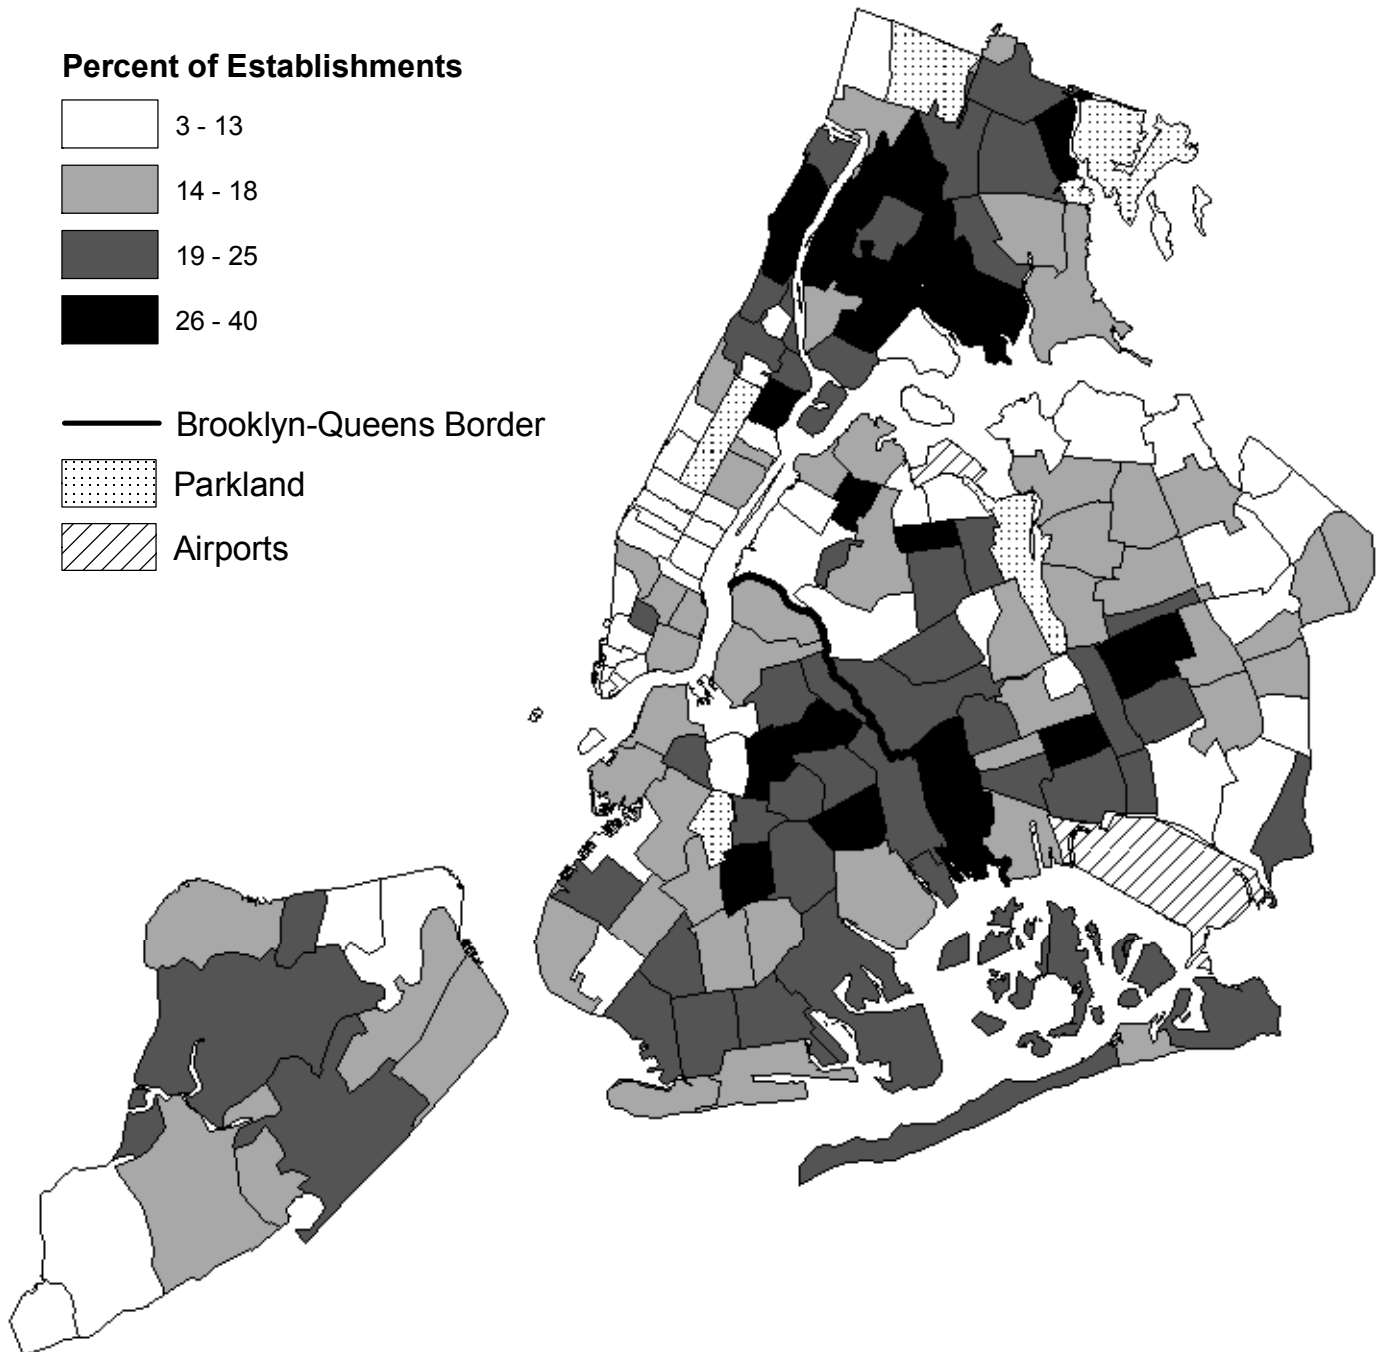 Percent of Establishments
3 - 13
14 - 18
19 - 25
26 - 40
Brooklyn-Queens Border
Parkland
Airports